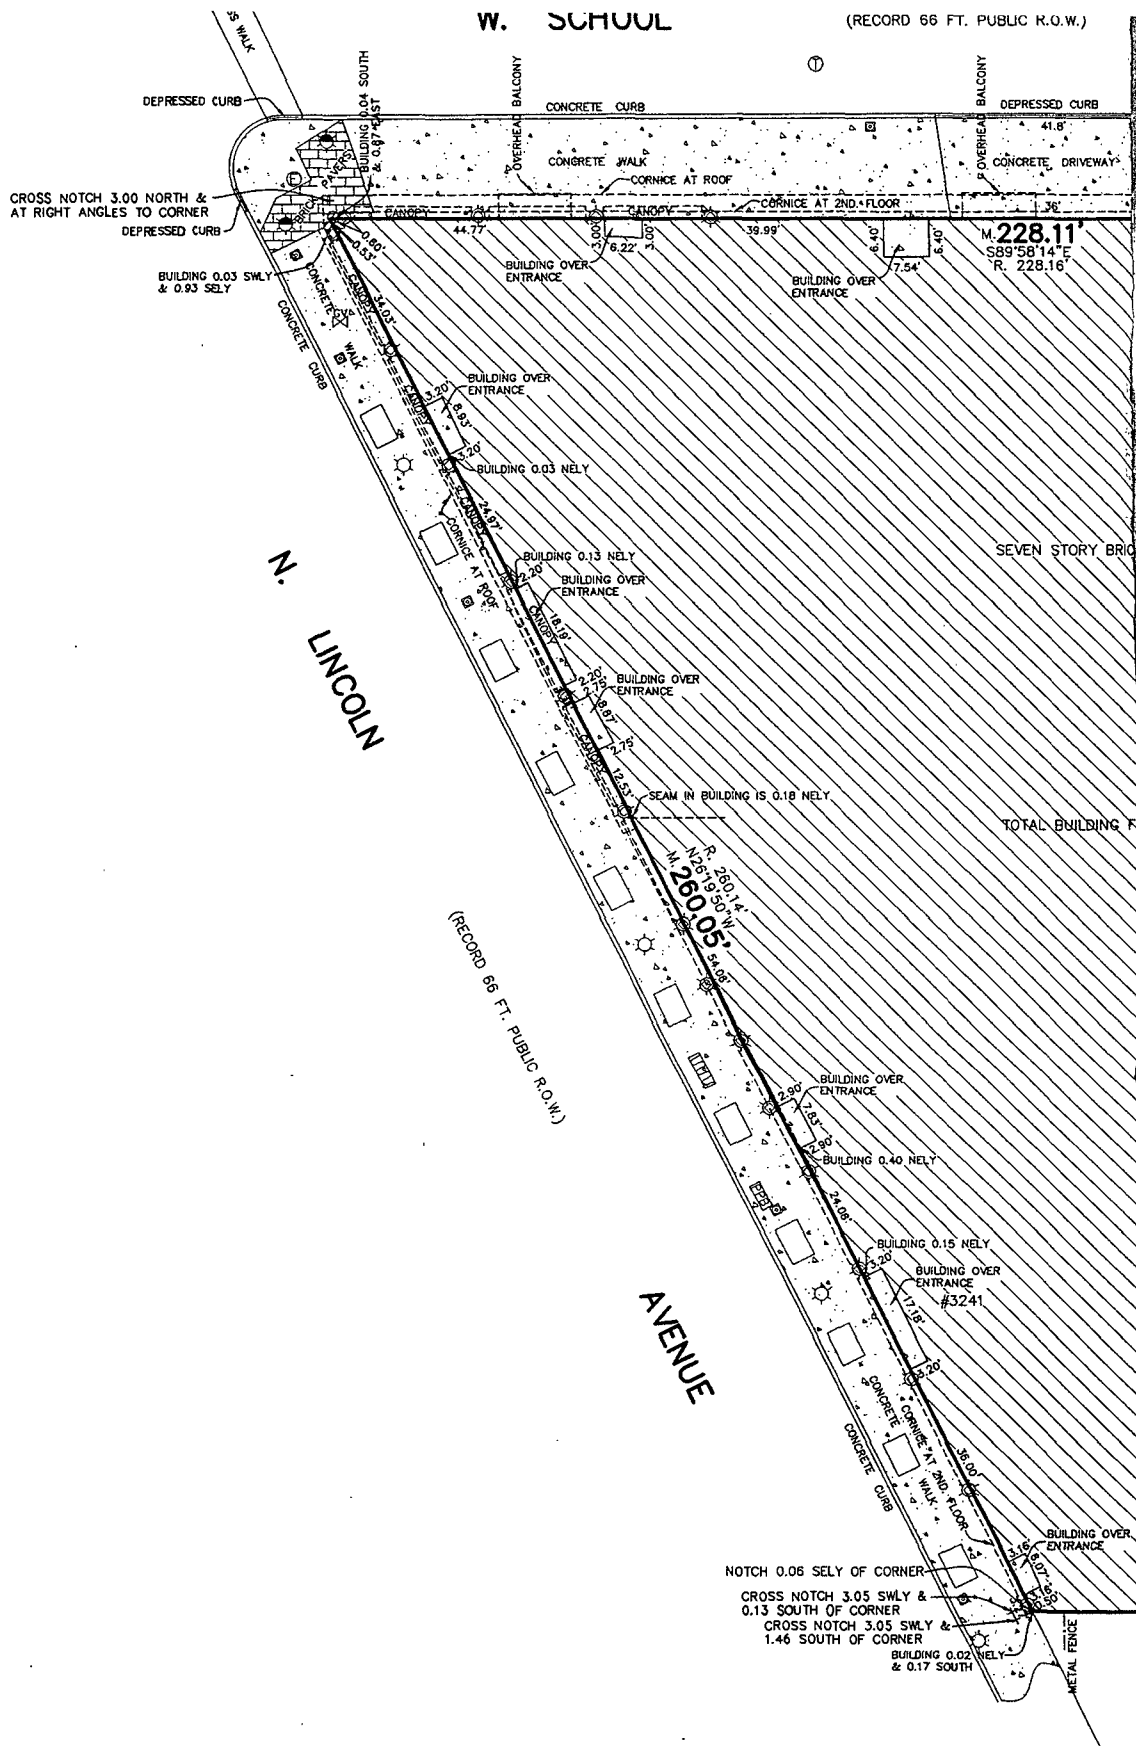 W. SCHOOL
(RECORD 66 FT. PUBLIC R.O.W.)
SS WALK
DEPRESSED CURB
BUILDING 0.04 SOUTH
& 0.87 EAST
OVERHEAD BALCONY
CONCRETE CURB
OVERHEAD BALCONY
DEPRESSED CURB
41.8'
T
CONCRETE WALK
CONCRETE DRIVEWAY
CORNICE AT ROOF
BRICK PAVERS
CROSS NOTCH 3.00 NORTH &
AT RIGHT ANGLES TO CORNER
DEPRESSED CURB
CANOPY
CANOPY
CORNICE AT 2ND. FLOOR
36'
44.77'
3.00'
6.22'
3.00'
39.99'
6.40'
7.54'
6.40'
M. 228.11'
S89°58'14"E
R. 228.16'
0.60'
0.53'
BUILDING OVER
ENTRANCE
BUILDING OVER
ENTRANCE
BUILDING 0.03 SWLY
& 0.93 SELY
CONCRETE
WALK
CONCRETE CURB
GV
CANOPY
34.03'
CANOPY
3.20'
8.93'
3.20'
BUILDING OVER
ENTRANCE
BUILDING 0.03 NELY
24.97'
CANOPY
CORNICE AT ROOF
SEVEN STORY BRIC
BUILDING 0.13 NELY
2.20'
BUILDING OVER
ENTRANCE
CANOPY
18.19'
2.20'
2.75'
BUILDING OVER
ENTRANCE
8.87'
2.75'
CANOPY
12.53'
N. LINCOLN AVENUE
SEAM IN BUILDING IS 0.18 NELY
TOTAL BUILDING F
R. 260.14'
N26°19'50"W
M. 260.05'
(RECORD 66 FT. PUBLIC R.O.W.)
54.08'
2.90'
BUILDING OVER
ENTRANCE
7.83'
2.90'
BUILDING 0.40 NELY
PPB
24.08'
BUILDING 0.15 NELY
3.20'
BUILDING OVER
ENTRANCE
#3241
17.18'
3.20'
CONCRETE
WALK
CORNICE AT 2ND. FLOOR
CONCRETE CURB
36.00'
3.16'
BUILDING OVER
ENTRANCE
8.07'
3.16'
0.50'
NOTCH 0.06 SELY OF CORNER
CROSS NOTCH 3.05 SWLY &
0.13 SOUTH OF CORNER
CROSS NOTCH 3.05 SWLY &
1.46 SOUTH OF CORNER
BUILDING 0.02 NELY
& 0.17 SOUTH
METAL FENCE